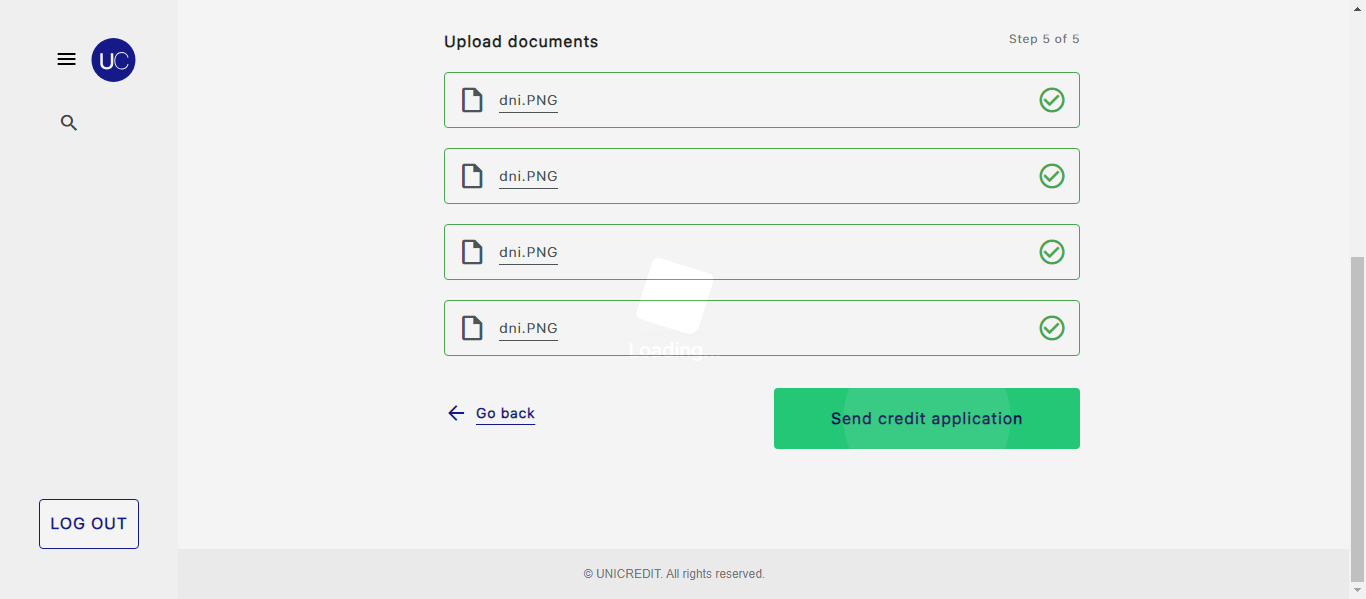 UC
Upload documents
Step 5 of 5
dni.PNG
dni.PNG
dni.PNG
dni.PNG
Loading...
Go back
Send credit application
LOG OUT
© UNICREDIT. All rights reserved.